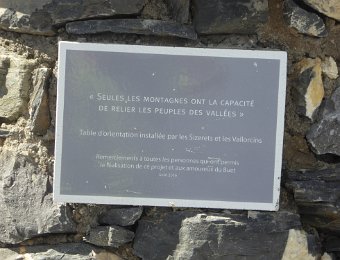 « SEULES LES MONTAGNES ONT LA CAPACITÉ
DE RELIER LES PEUPLES DES VALLÉES »
Table d'orientation installée par les Sizerets et les Vallorcins
Remerciements à toutes les personnes qui ont permis
la réalisation de ce projet et aux amoureux du Buet